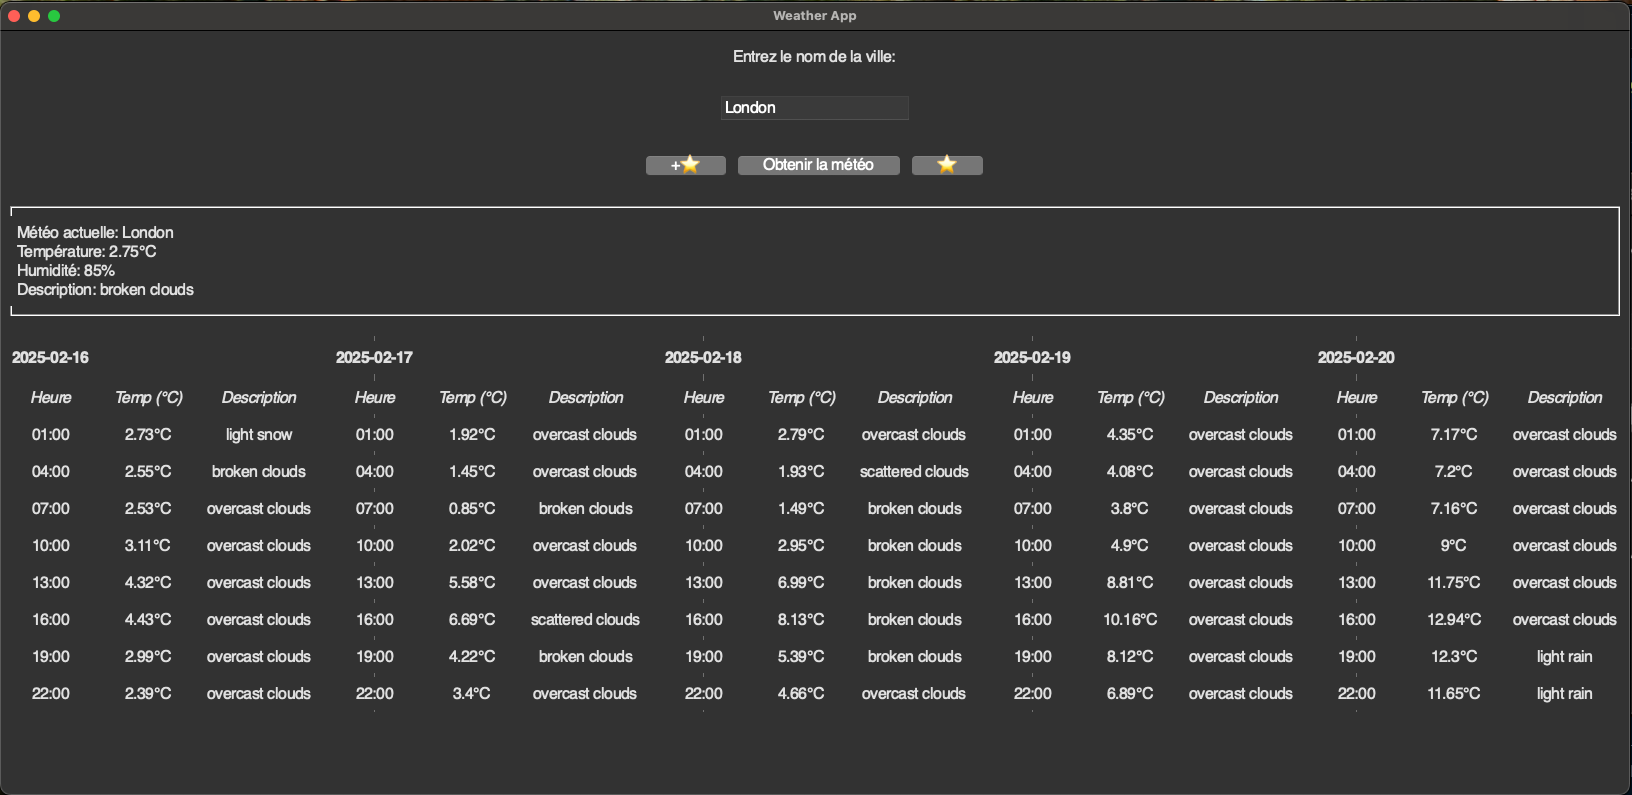 Weather App
Entrez le nom de la ville:
London
+⭐ Obtenir la météo ⭐
Météo actuelle: London
Température: 2.75°C
Humidité: 85%
Description: broken clouds
2025-02-16 2025-02-17 2025-02-18 2025-02-19 2025-02-20
Heure Temp (°C) Description Heure Temp (°C) Description Heure Temp (°C) Description Heure Temp (°C) Description Heure Temp (°C) Description
01:00 2.73°C light snow 01:00 1.92°C overcast clouds 01:00 2.79°C overcast clouds 01:00 4.35°C overcast clouds 01:00 7.17°C overcast clouds
04:00 2.55°C broken clouds 04:00 1.45°C overcast clouds 04:00 1.93°C scattered clouds 04:00 4.08°C overcast clouds 04:00 7.2°C overcast clouds
07:00 2.53°C overcast clouds 07:00 0.85°C broken clouds 07:00 1.49°C broken clouds 07:00 3.8°C overcast clouds 07:00 7.16°C overcast clouds
10:00 3.11°C overcast clouds 10:00 2.02°C overcast clouds 10:00 2.95°C broken clouds 10:00 4.9°C overcast clouds 10:00 9°C overcast clouds
13:00 4.32°C overcast clouds 13:00 5.58°C overcast clouds 13:00 6.99°C broken clouds 13:00 8.81°C overcast clouds 13:00 11.75°C overcast clouds
16:00 4.43°C overcast clouds 16:00 6.69°C scattered clouds 16:00 8.13°C broken clouds 16:00 10.16°C overcast clouds 16:00 12.94°C overcast clouds
19:00 2.99°C overcast clouds 19:00 4.22°C broken clouds 19:00 5.39°C broken clouds 19:00 8.12°C overcast clouds 19:00 12.3°C light rain
22:00 2.39°C overcast clouds 22:00 3.4°C overcast clouds 22:00 4.66°C overcast clouds 22:00 6.89°C overcast clouds 22:00 11.65°C light rain